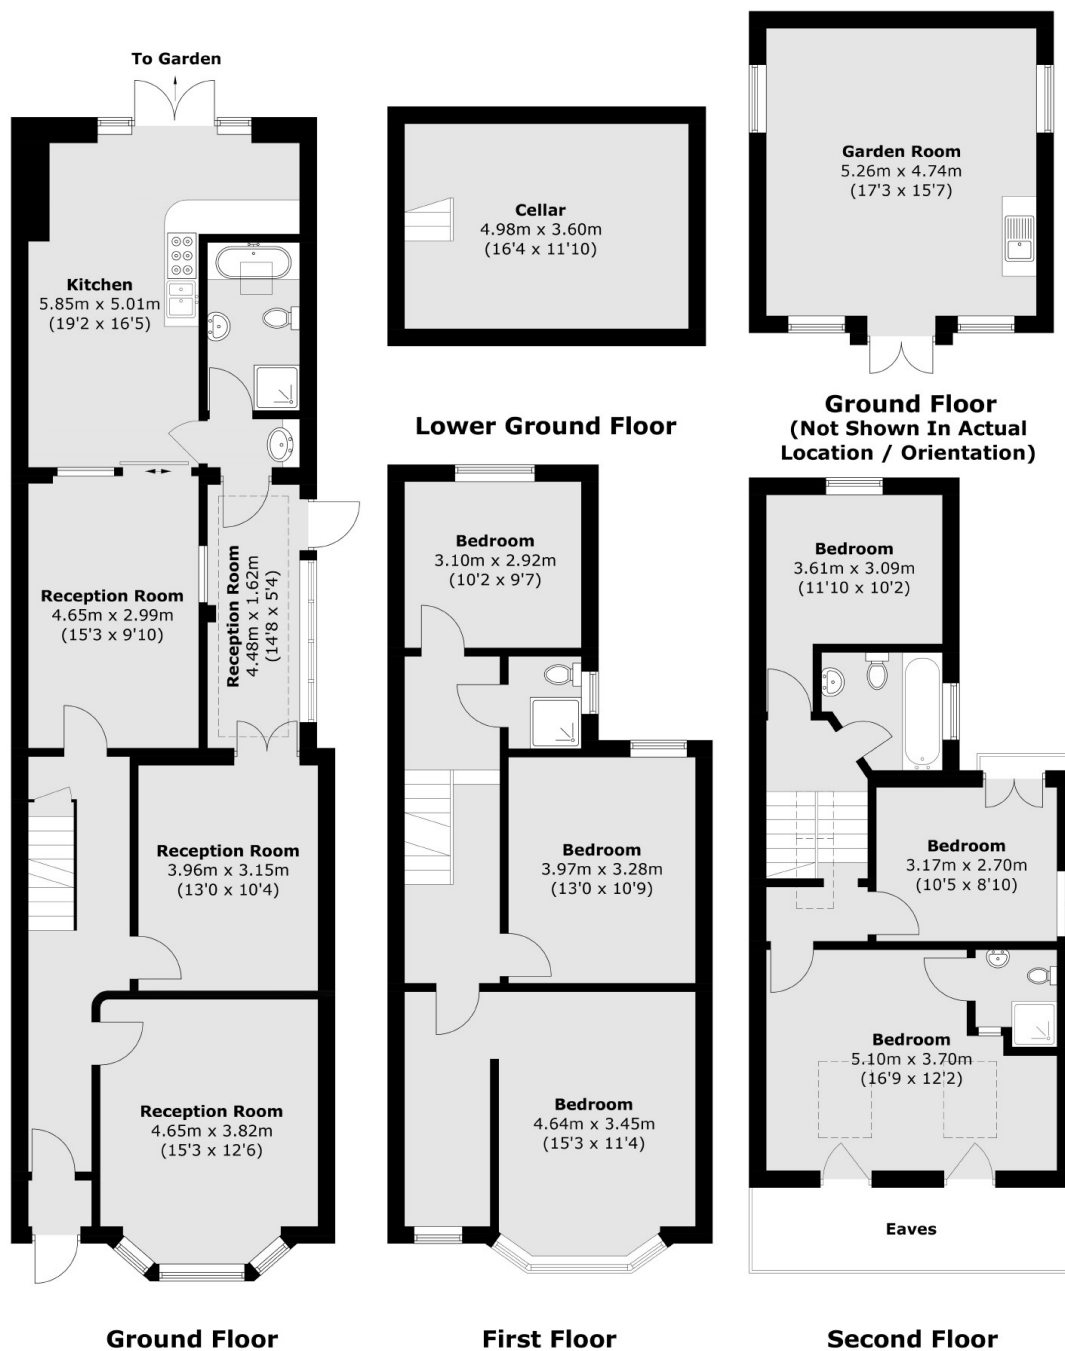 To Garden
Kitchen
5.85m x 5.01m
(19'2 x 16'5)
Reception Room
4.65m x 2.99m
(15'3 x 9'10)
Reception Room
4.48m x 1.62m
(14'8 x 5'4)
Reception Room
3.96m x 3.15m
(13'0 x 10'4)
Reception Room
4.65m x 3.82m
(15'3 x 12'6)
Ground Floor
Cellar
4.98m x 3.60m
(16'4 x 11'10)
Lower Ground Floor
Bedroom
3.10m x 2.92m
(10'2 x 9'7)
Bedroom
3.97m x 3.28m
(13'0 x 10'9)
Bedroom
4.64m x 3.45m
(15'3 x 11'4)
First Floor
Garden Room
5.26m x 4.74m
(17'3 x 15'7)
Ground Floor
(Not Shown In Actual
Location / Orientation)
Bedroom
3.61m x 3.09m
(11'10 x 10'2)
Bedroom
3.17m x 2.70m
(10'5 x 8'10)
Bedroom
5.10m x 3.70m
(16'9 x 12'2)
Eaves
Second Floor